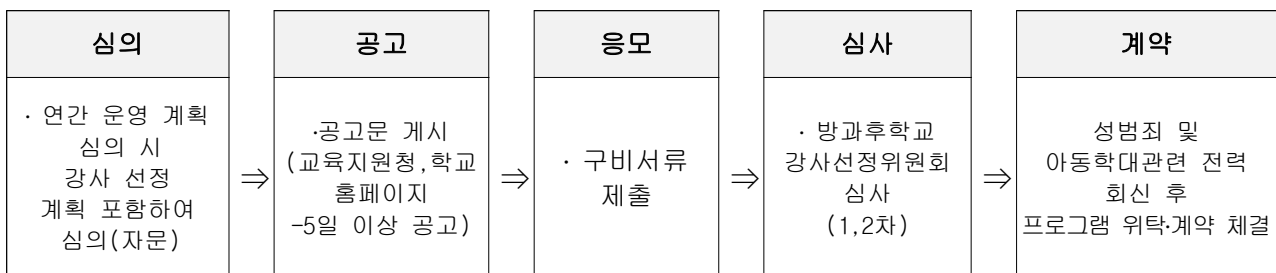 심의
· 연간 운영 계획
심의 시
강사 선정
계획 포함하여
심의(자문)
⇒
공고
·공고문 게시
(교육지원청,학교
홈페이지
-5일 이상 공고)
⇒
응모
· 구비서류
제출
⇒
심사
· 방과후학교
강사선정위원회
심사
(1,2차)
⇒
계약
성범죄 및
아동학대관련 전력
회신 후
프로그램 위탁·계약 체결